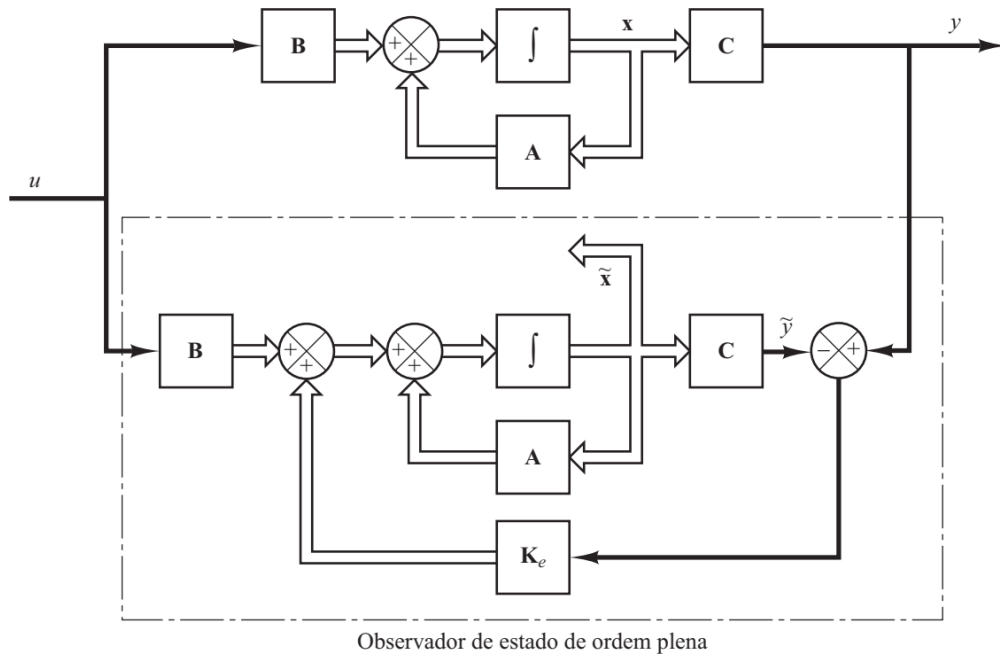 B
+
+
∫
x
C
y
A
u
x̃
B
+
+
+
+
∫
C
ỹ
−
+
A
Kₑ
Observador de estado de ordem plena